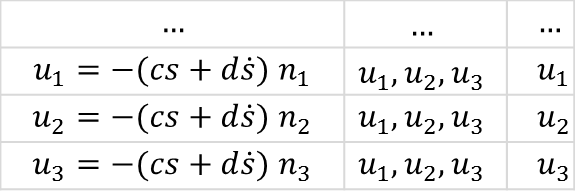 ... ... ...
u₁ = −(cs + dṡ) n₁ u₁, u₂, u₃ u₁
u₂ = −(cs + dṡ) n₂ u₁, u₂, u₃ u₂
u₃ = −(cs + dṡ) n₃ u₁, u₂, u₃ u₃